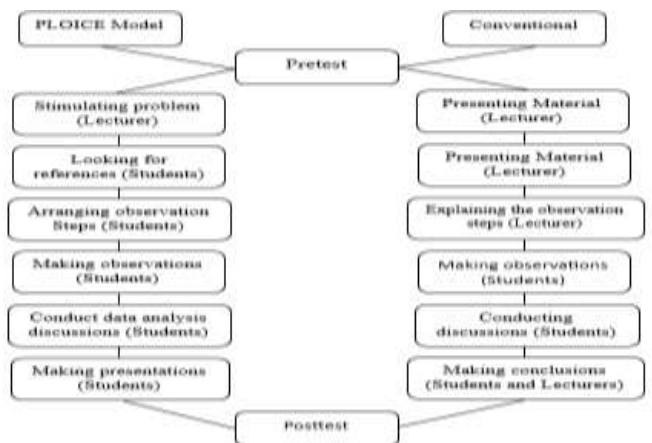 PLOICE Model
Conventional
Pretest
Stimulating problem
(Lecturer)
Looking for
references (Students)
Arranging observation
Steps (Students)
Making observations
(Students)
Conduct data analysis
discussions (Students)
Making presentations
(Students)
Presenting Material
(Lecturer)
Presenting Material
(Lecturer)
Explaining the observation
steps (Lecturer)
Making observations
(Students)
Conducting
discussions (Students)
Making conclusions
(Students and Lecturers)
Posttest